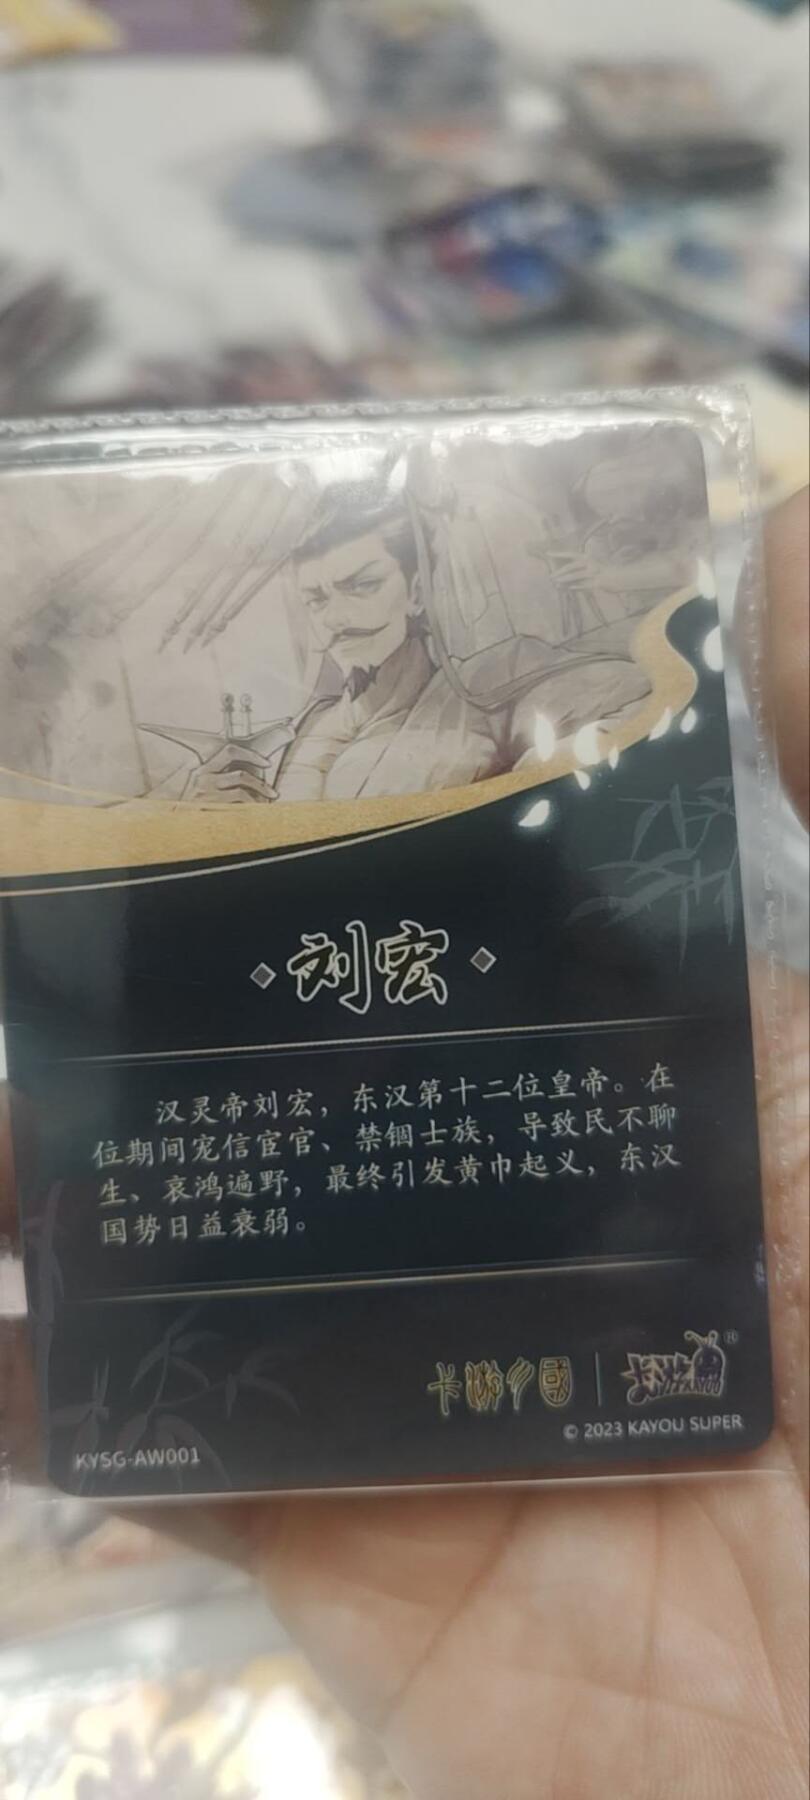 刘宏
汉灵帝刘宏，东汉第十二位皇帝。在
位期间宠信宦官、禁锢士族，导致民不聊
生、哀鸿遍野，最终引发黄巾起义，东汉
国势日益衰弱。
卡游三國
卡游 ®
© 2023 KAYOU SUPER
KYSG-AW001